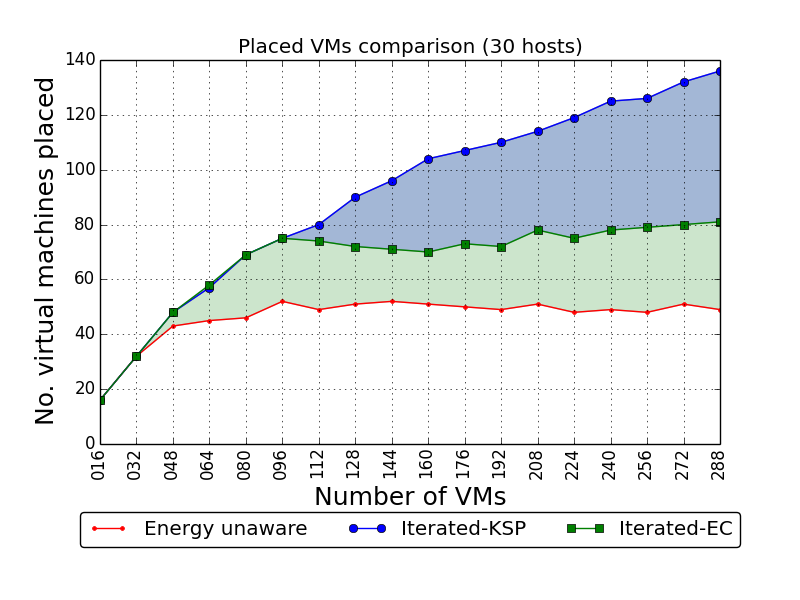 Placed VMs comparison (30 hosts)
No. virtual machines placed
140
120
100
80
60
40
20
0
016 032 048 064 080 096 112 128 144 160 176 192 208 224 240 256 272 288
Number of VMs
Energy unaware Iterated-KSP Iterated-EC